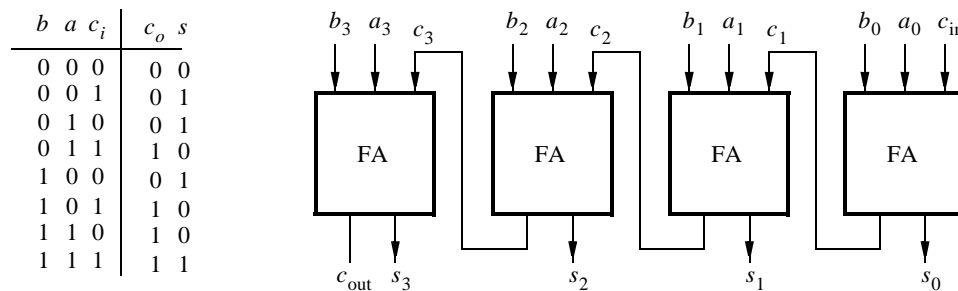 b a c_i c_o s
0 0 0 0 0
0 0 1 0 1
0 1 0 0 1
0 1 1 1 0
1 0 0 0 1
1 0 1 1 0
1 1 0 1 0
1 1 1 1 1
b_3 a_3 c_3 b_2 a_2 c_2 b_1 a_1 c_1 b_0 a_0 c_in
FA FA FA FA
c_out s_3 s_2 s_1 s_0